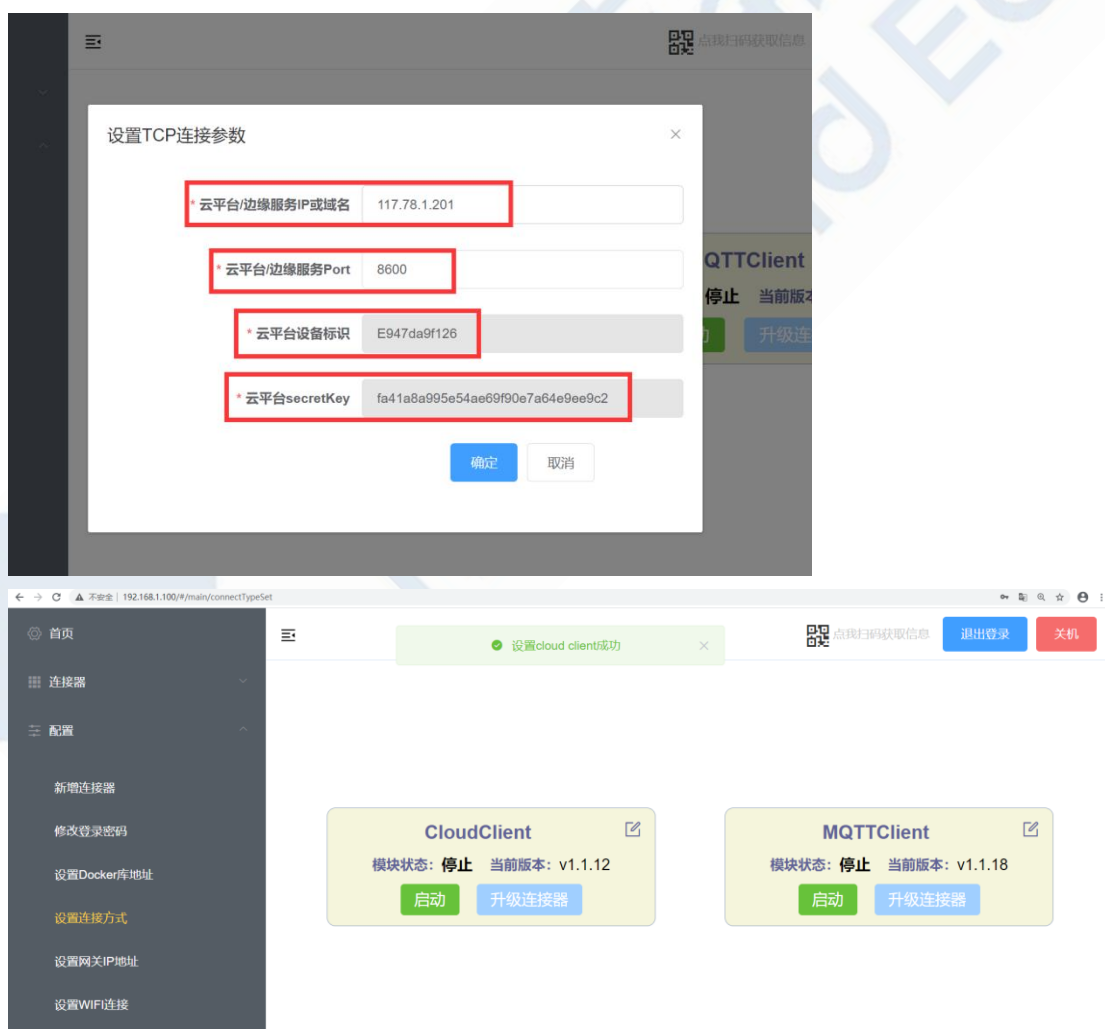 点我扫码获取信息
设置TCP连接参数
* 云平台/边缘服务IP或域名 117.78.1.201
* 云平台/边缘服务Port 8600
* 云平台设备标识 E947da9f126
* 云平台secretKey fa41a8a995e54ae69f90e7a64e9ee9c2
确定 取消
QTTClient
停止 当前版
升级连
不安全 | 192.168.1.100/#/main/connectTypeSet
首页
设置cloud client成功
点我扫码获取信息 退出登录 关机
连接器
配置
新增连接器
修改登录密码
设置Docker库地址
设置连接方式
设置网关IP地址
设置WIFI连接
CloudClient
模块状态: 停止 当前版本: v1.1.12
启动 升级连接器
MQTTClient
模块状态: 停止 当前版本: v1.1.18
启动 升级连接器